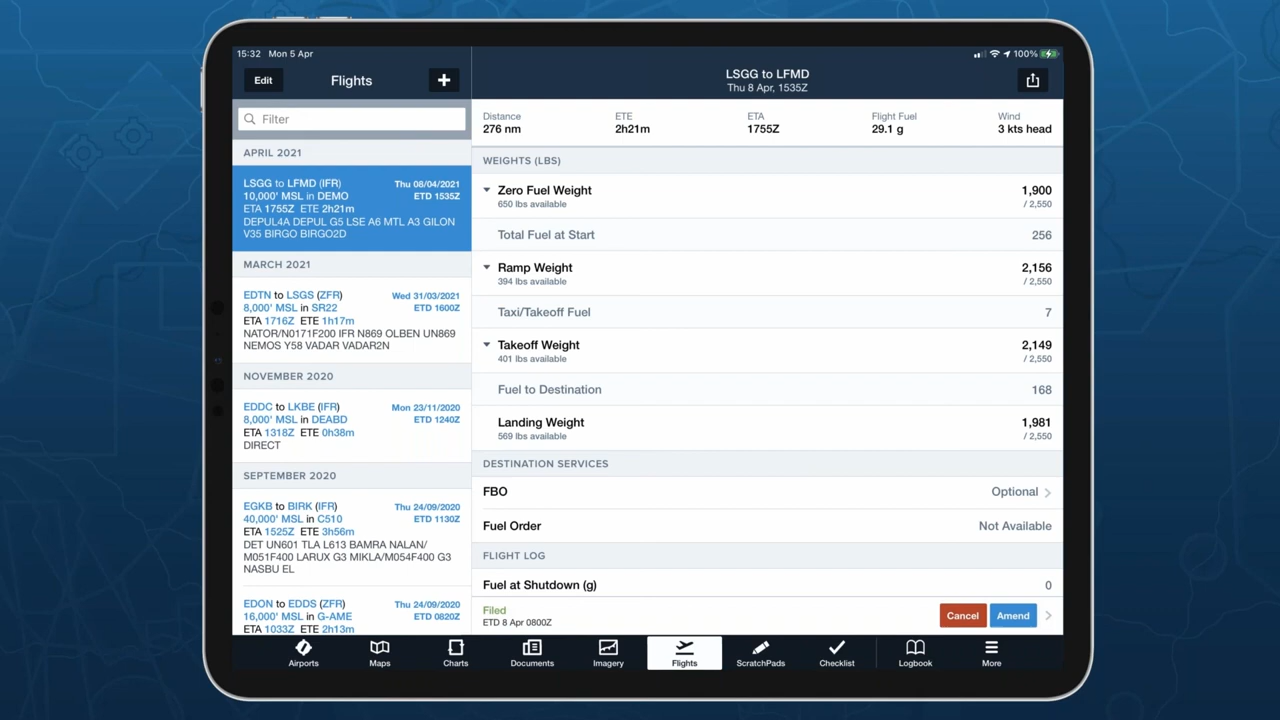 15:32 Mon 5 Apr
100%
Edit
Flights
+
Filter
APRIL 2021
LSGG to LFMD (IFR) Thu 08/04/2021
10,000' MSL in DEMO ETD 1535Z
ETA 1755Z ETE 2h21m
DEPUL4A DEPUL G5 LSE A6 MTL A3 GILON
V35 BIRGO BIRGO2D
MARCH 2021
EDTN to LSGS (ZFR) Wed 31/03/2021
8,000' MSL in SR22 ETD 1600Z
ETA 1716Z ETE 1h17m
NATOR/N0171F200 IFR N869 OLBEN UN869
NEMOS Y58 VADAR VADAR2N
NOVEMBER 2020
EDDC to LKBE (IFR) Mon 23/11/2020
8,000' MSL in DEABD ETD 1240Z
ETA 1318Z ETE 0h38m
DIRECT
SEPTEMBER 2020
EGKB to BIRK (IFR) Thu 24/09/2020
40,000' MSL in C510 ETD 1130Z
ETA 1525Z ETE 3h56m
DET UN601 TLA L613 BAMRA NALAN/
M051F400 LARUX G3 MIKLA/M054F400 G3
NASBU EL
EDON to EDDS (ZFR) Thu 24/09/2020
16,000' MSL in G-AME ETD 0820Z
ETA 1033Z ETE 2h13m
LSGG to LFMD
Thu 8 Apr, 1535Z
Distance ETE ETA Flight Fuel Wind
276 nm 2h21m 1755Z 29.1 g 3 kts head
WEIGHTS (LBS)
Zero Fuel Weight 1,900
650 lbs available / 2,550
Total Fuel at Start 256
Ramp Weight 2,156
394 lbs available / 2,550
Taxi/Takeoff Fuel 7
Takeoff Weight 2,149
401 lbs available / 2,550
Fuel to Destination 168
Landing Weight 1,981
569 lbs available / 2,550
DESTINATION SERVICES
FBO Optional
Fuel Order Not Available
FLIGHT LOG
Fuel at Shutdown (g) 0
Filed
ETD 8 Apr 0800Z
Cancel Amend
Airports Maps Charts Documents Imagery Flights ScratchPads Checklist Logbook More